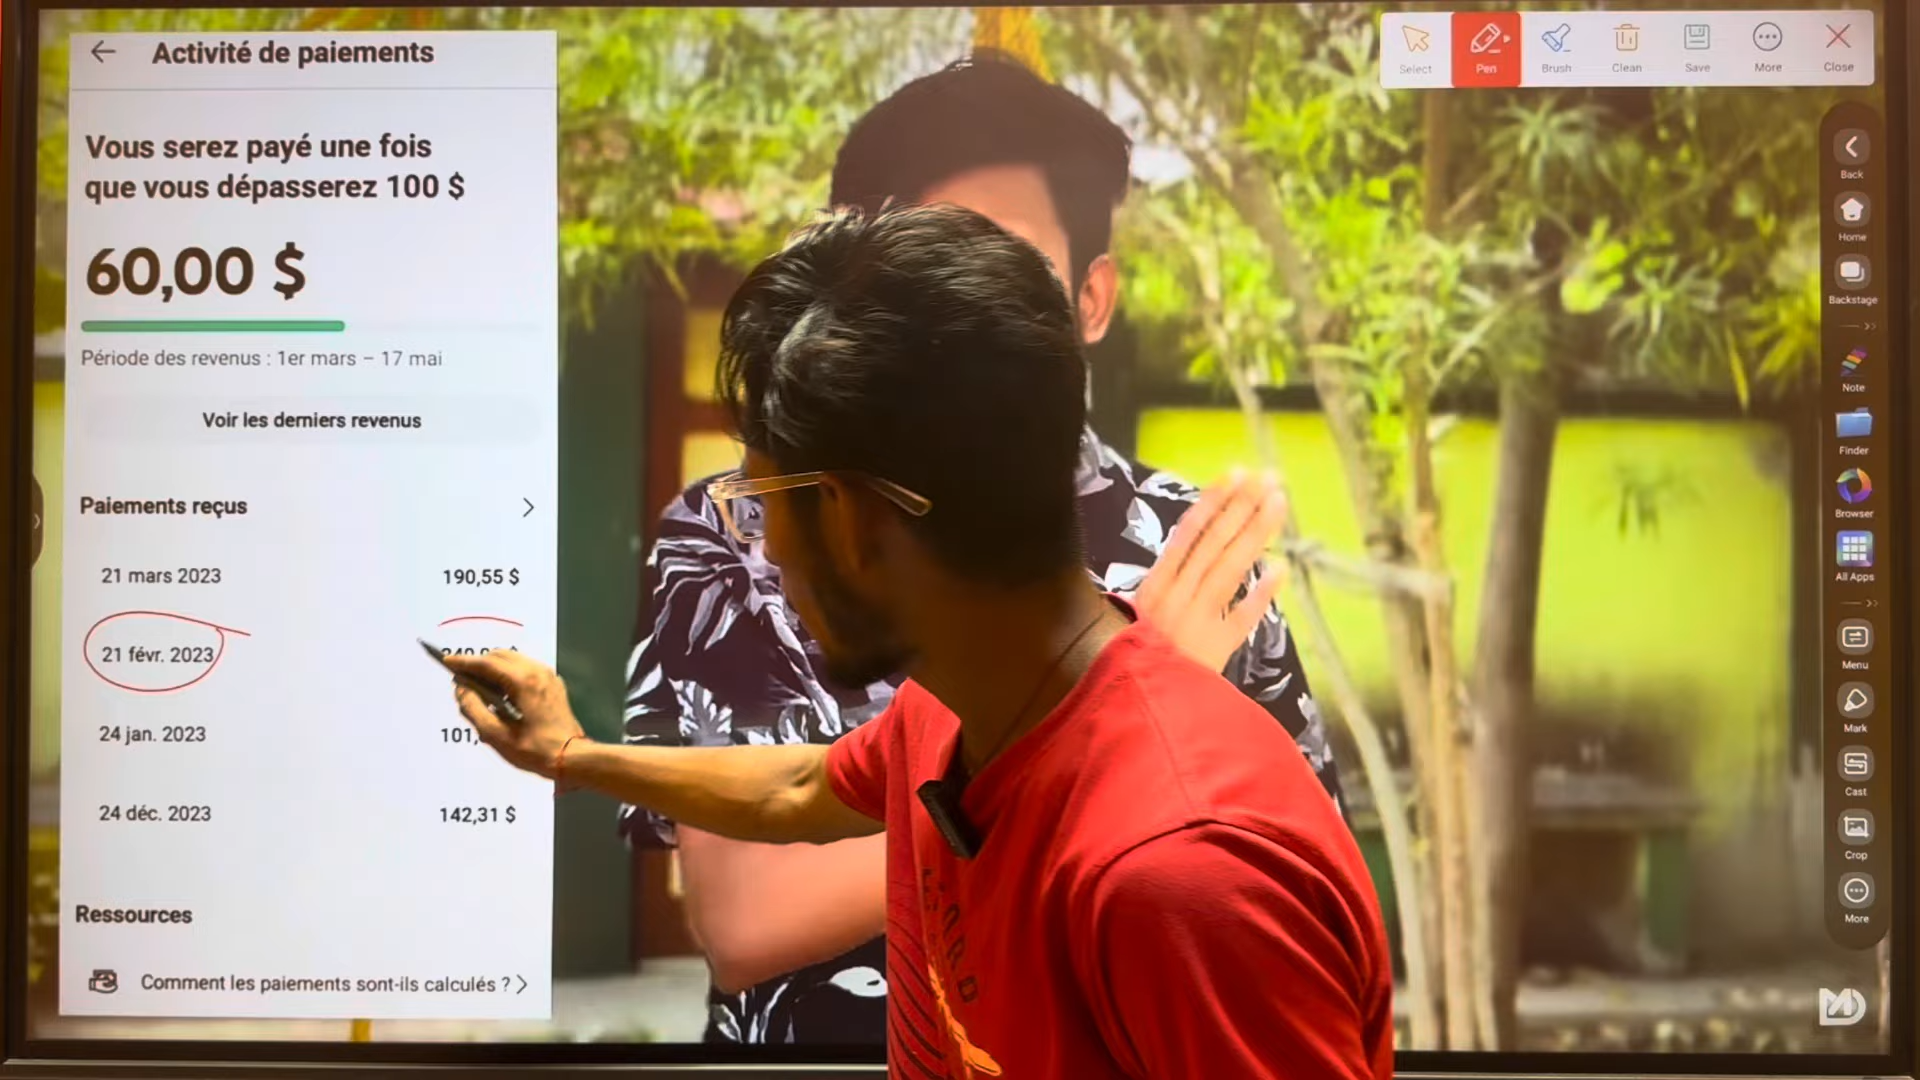 Activité de paiements
Vous serez payé une fois
que vous dépasserez 100 $
60,00 $
Période des revenus : 1er mars – 17 mai
Voir les derniers revenus
Paiements reçus
21 mars 2023 190,55 $
21 févr. 2023
24 jan. 2023 101,
24 déc. 2023 142,31 $
Ressources
Comment les paiements sont-ils calculés ?
Select Pen Brush Clean Save More Close
Back
Home
Backstage
Note
Finder
Browser
All Apps
Menu
Mark
Cast
Crop
More